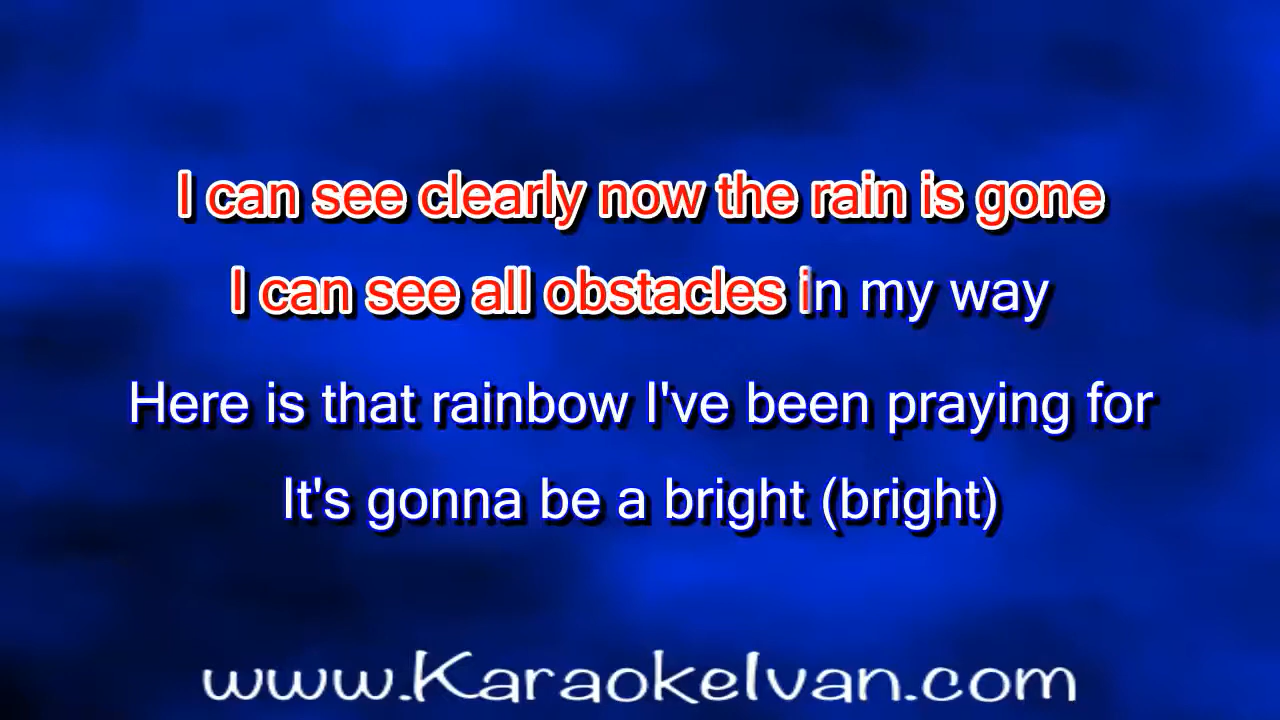 I can see clearly now the rain is gone
I can see all obstacles in my way
Here is that rainbow I've been praying for
It's gonna be a bright (bright)
www.KaraokeIvan.com